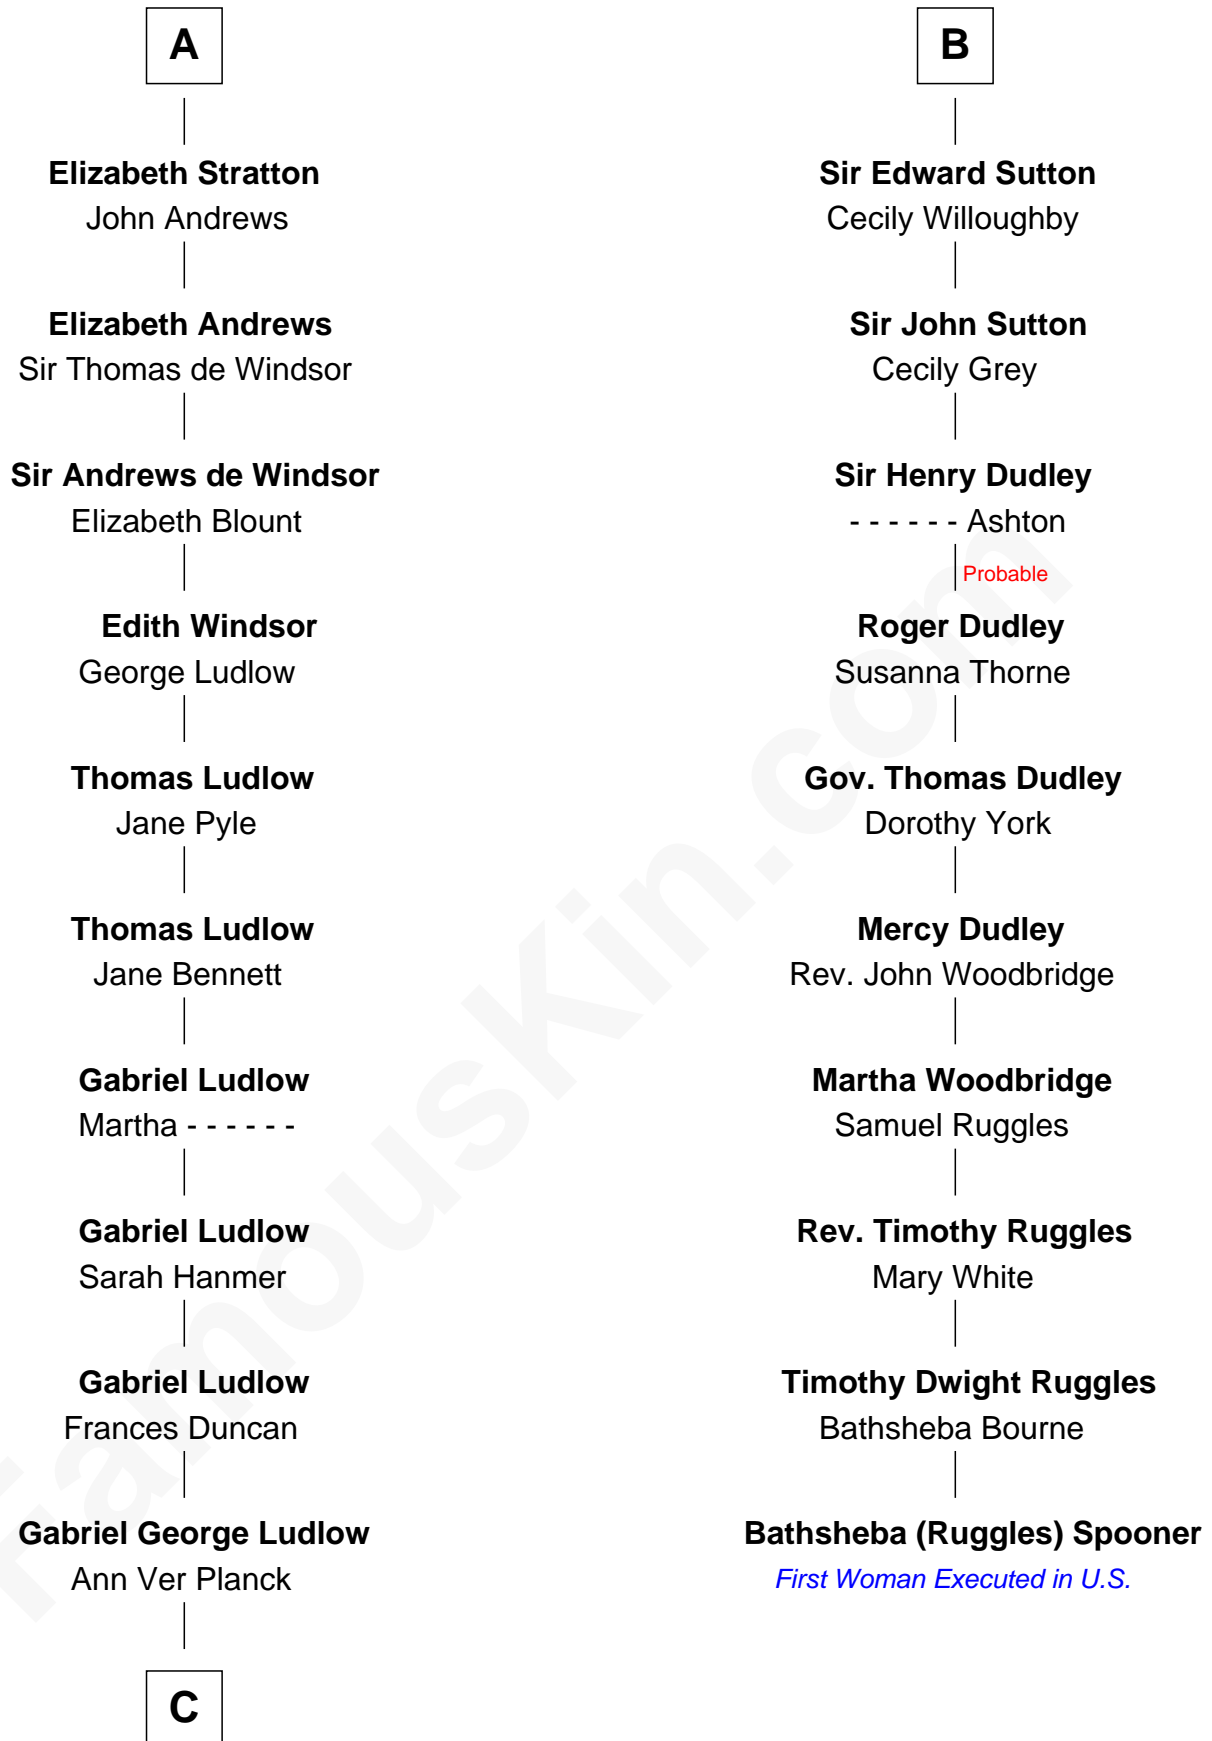 A
Elizabeth Stratton
John Andrews
Elizabeth Andrews
Sir Thomas de Windsor
Sir Andrews de Windsor
Elizabeth Blount
Edith Windsor
George Ludlow
Thomas Ludlow
Jane Pyle
Thomas Ludlow
Jane Bennett
Gabriel Ludlow
Martha - - - - - -
Gabriel Ludlow
Sarah Hanmer
Gabriel Ludlow
Frances Duncan
Gabriel George Ludlow
Ann Ver Planck
C
B
Sir Edward Sutton
Cecily Willoughby
Sir John Sutton
Cecily Grey
Sir Henry Dudley
- - - - - - Ashton
Probable
Roger Dudley
Susanna Thorne
Gov. Thomas Dudley
Dorothy York
Mercy Dudley
Rev. John Woodbridge
Martha Woodbridge
Samuel Ruggles
Rev. Timothy Ruggles
Mary White
Timothy Dwight Ruggles
Bathsheba Bourne
Bathsheba (Ruggles) Spooner
First Woman Executed in U.S.
FamousKin.com